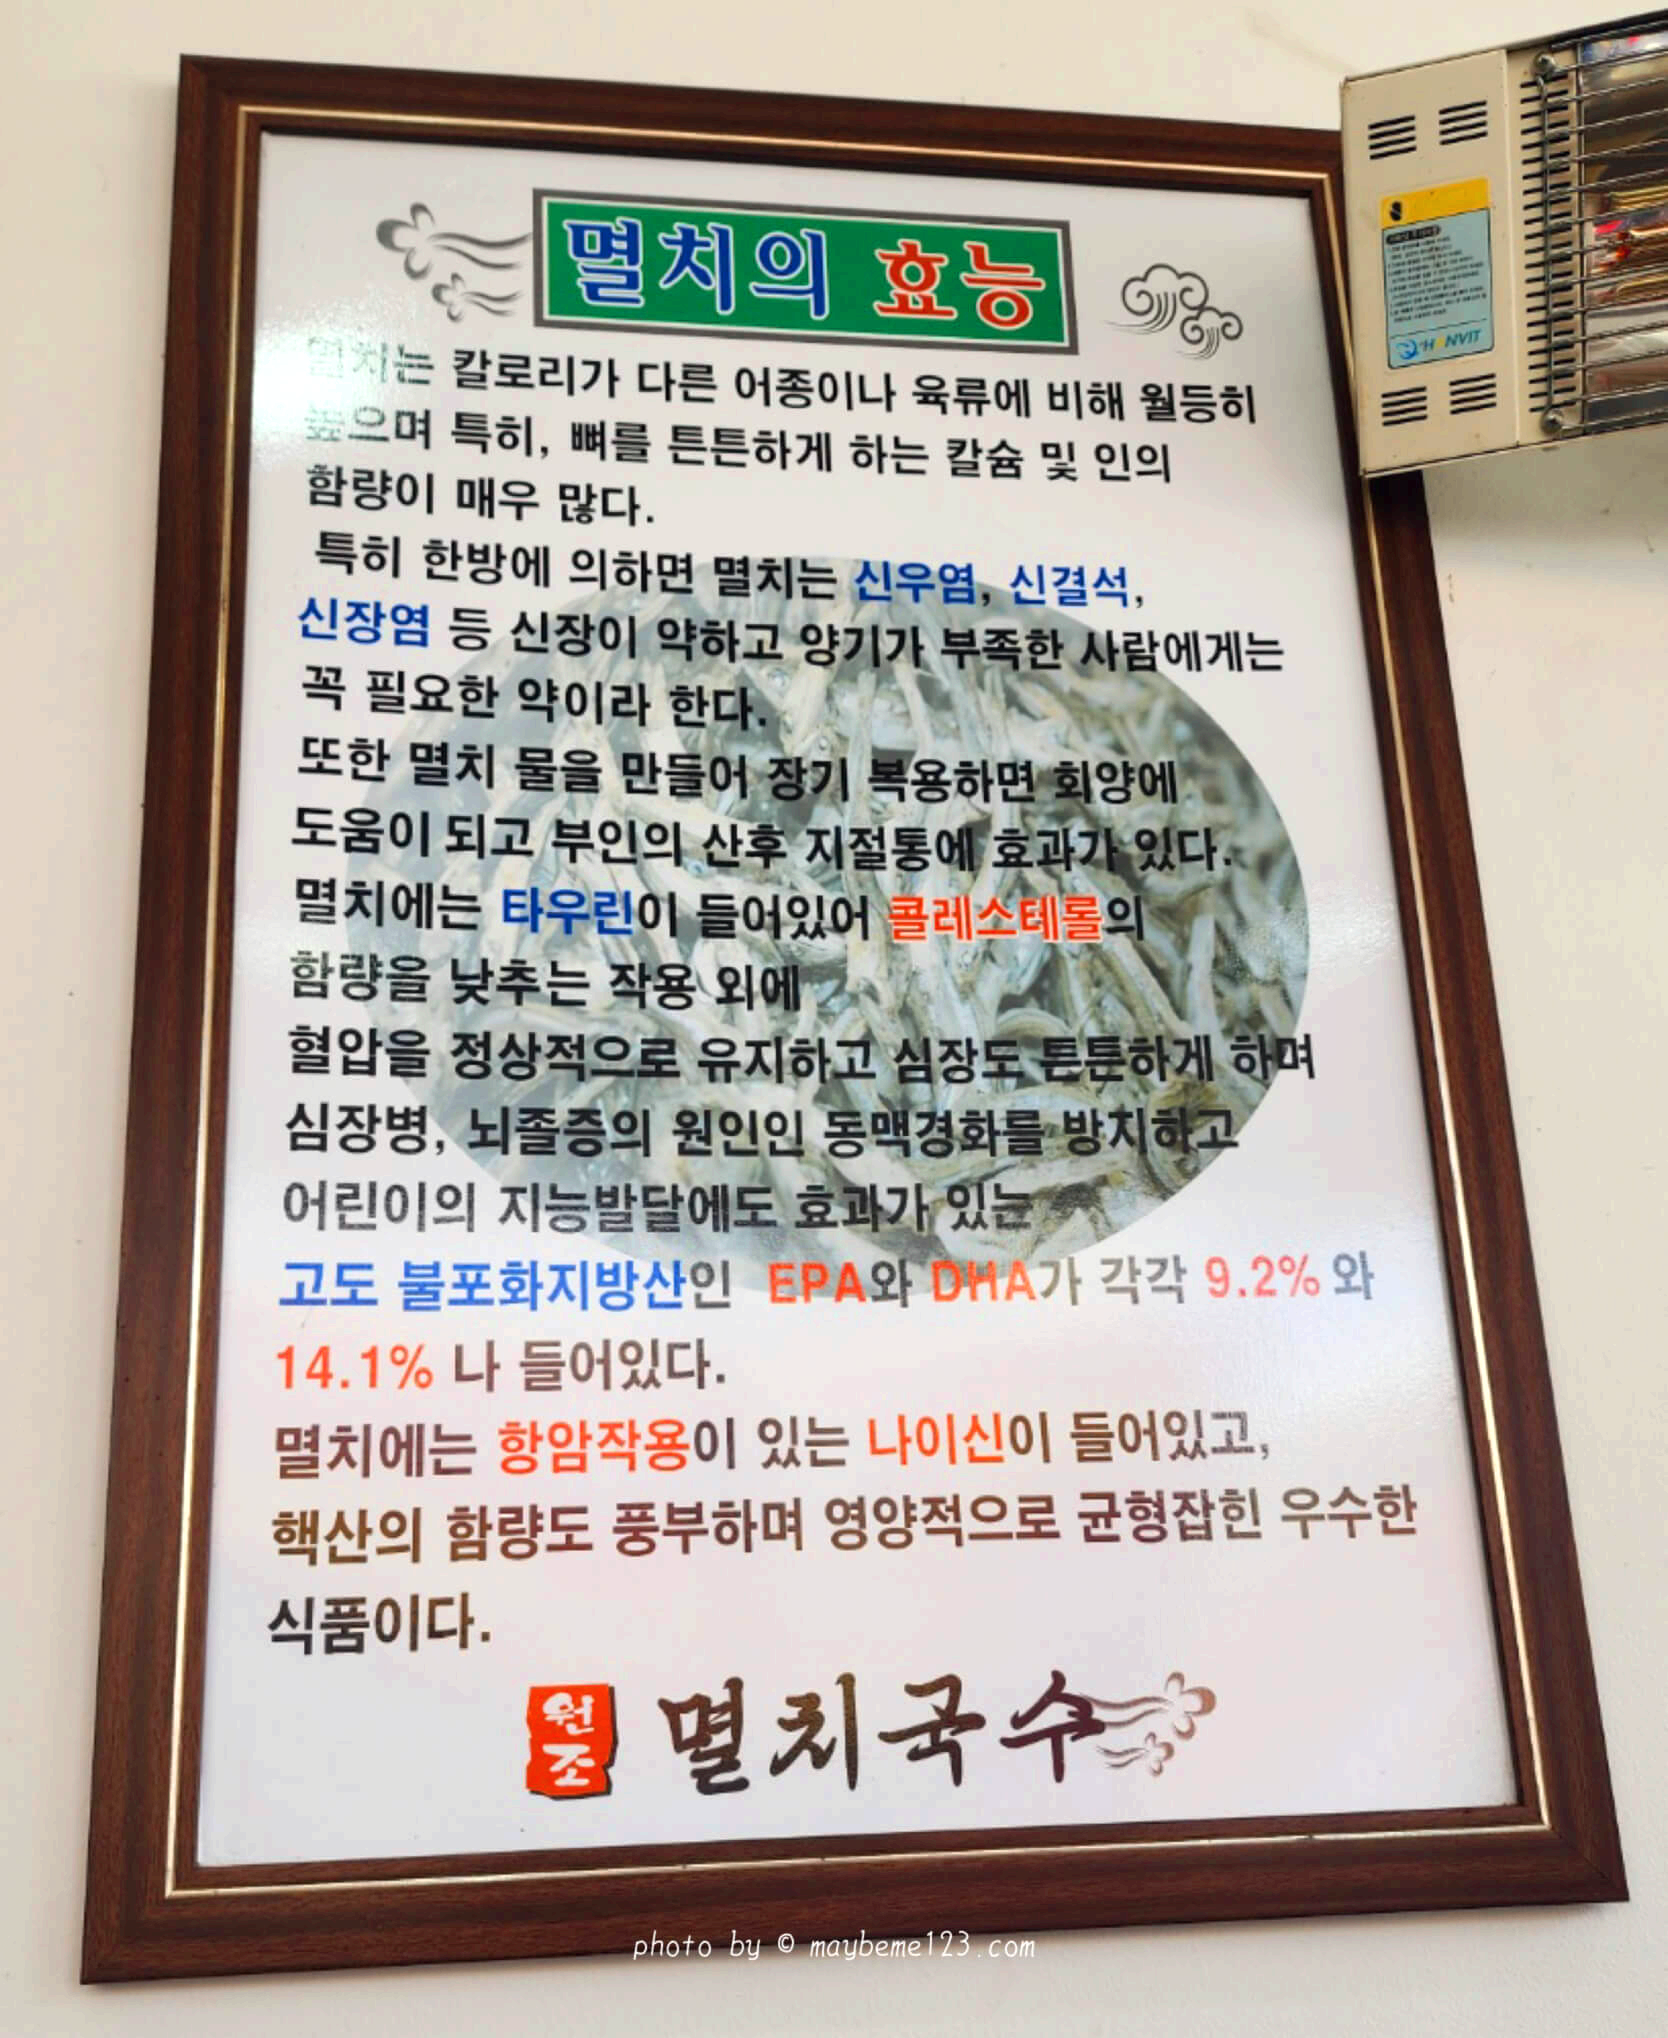 멸치의 효능
멸치는 칼로리가 다른 어종이나 육류에 비해 월등히
높으며 특히, 뼈를 튼튼하게 하는 칼슘 및 인의
함량이 매우 많다.
특히 한방에 의하면 멸치는 신우염, 신결석,
신장염 등 신장이 약하고 양기가 부족한 사람에게는
꼭 필요한 약이라 한다.
또한 멸치 물을 만들어 장기 복용하면 회양에
도움이 되고 부인의 산후 지절통에 효과가 있다.
멸치에는 타우린이 들어있어 콜레스테롤의
함량을 낮추는 작용 외에
혈압을 정상적으로 유지하고 심장도 튼튼하게 하며
심장병, 뇌졸증의 원인인 동맥경화를 방치하고
어린이의 지능발달에도 효과가 있는
고도 불포화지방산인 EPA와 DHA가 각각 9.2% 와
14.1% 나 들어있다.
멸치에는 항암작용이 있는 나이신이 들어있고,
핵산의 함량도 풍부하며 영양적으로 균형잡힌 우수한
식품이다.
원조 멸치국수
HANVIT
photo by © maybeme123.com